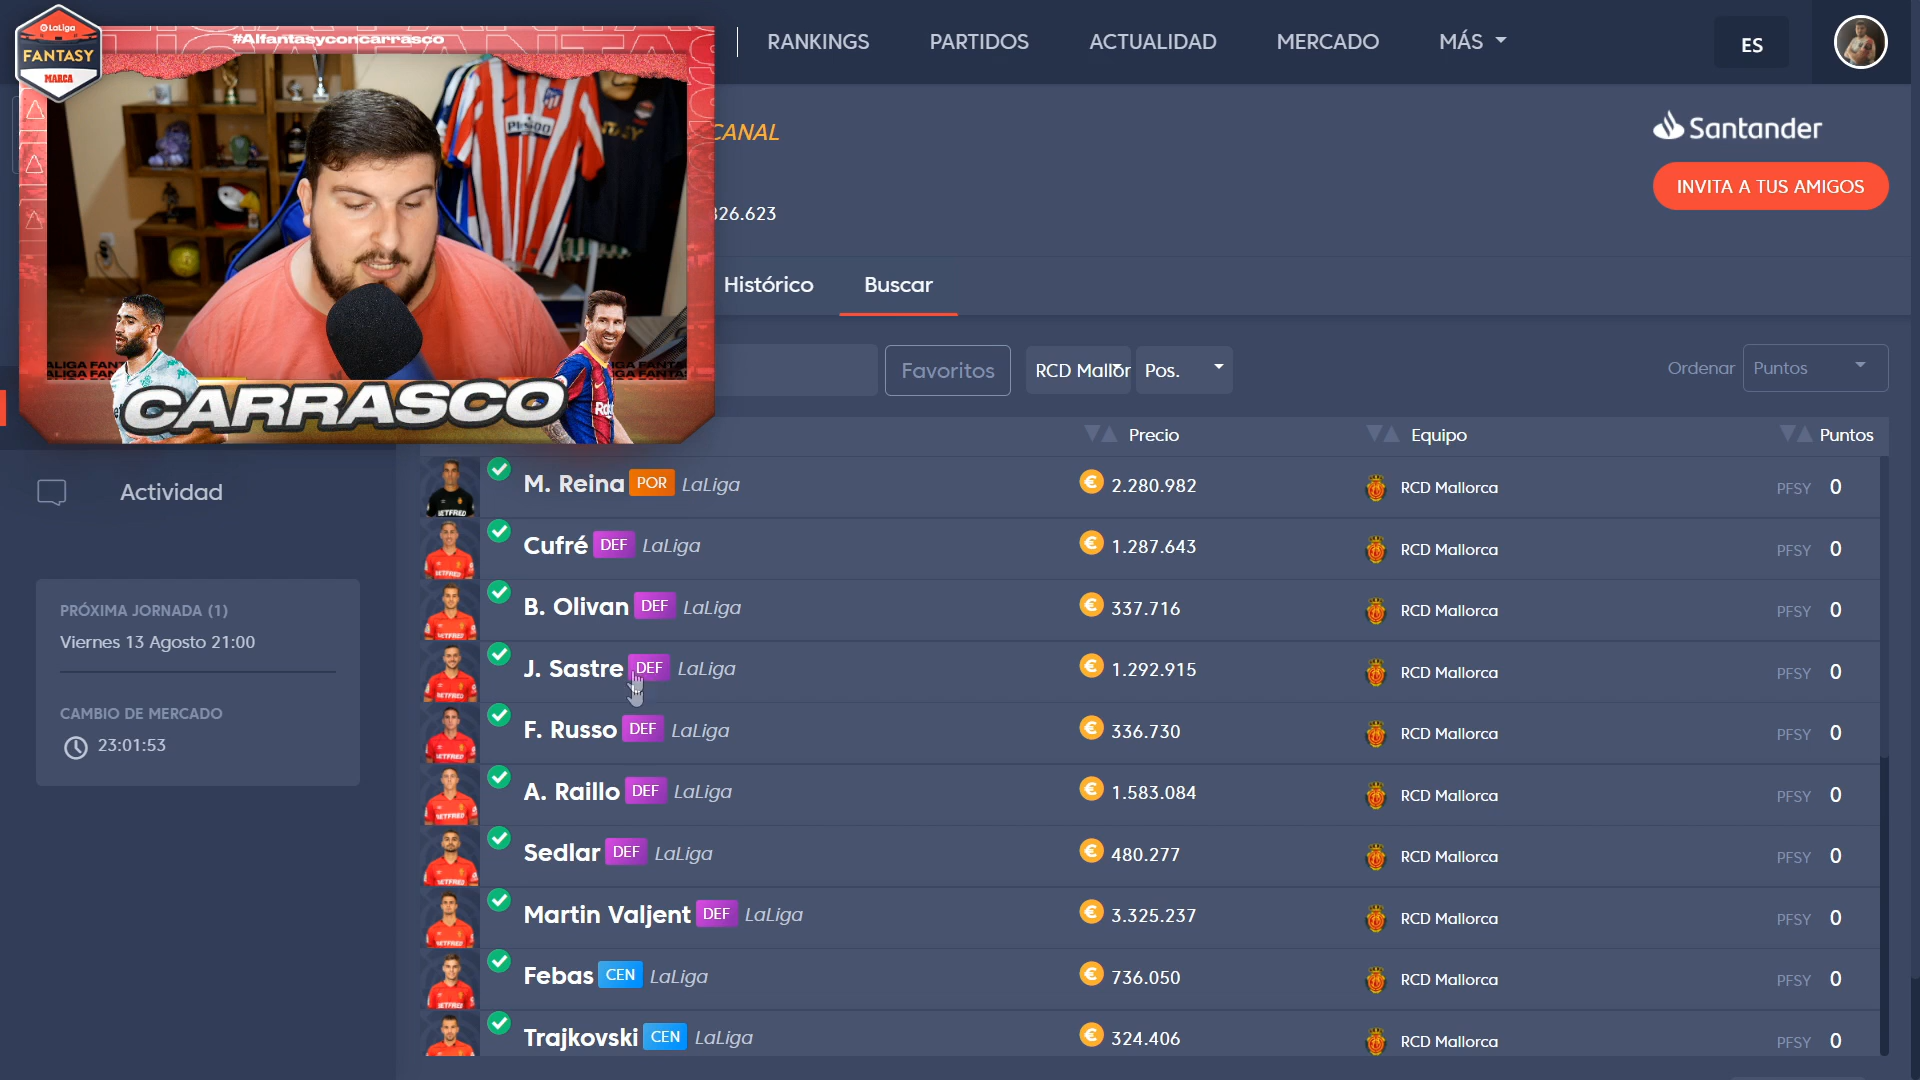 LaLiga
FANTASY
MARCA
#Alfantasyconcarrasco
CARRASCO
RANKINGS
PARTIDOS
ACTUALIDAD
MERCADO
MÁS
ES
CANAL
Santander
INVITA A TUS AMIGOS
326.623
Histórico
Buscar
Favoritos
RCD Mallor
Pos.
Ordenar
Puntos
Precio
Equipo
Puntos
M. Reina POR LaLiga 2.280.982 RCD Mallorca PFSY 0
Cufré DEF LaLiga 1.287.643 RCD Mallorca PFSY 0
B. Olivan DEF LaLiga 337.716 RCD Mallorca PFSY 0
J. Sastre DEF LaLiga 1.292.915 RCD Mallorca PFSY 0
F. Russo DEF LaLiga 336.730 RCD Mallorca PFSY 0
A. Raillo DEF LaLiga 1.583.084 RCD Mallorca PFSY 0
Sedlar DEF LaLiga 480.277 RCD Mallorca PFSY 0
Martin Valjent DEF LaLiga 3.325.237 RCD Mallorca PFSY 0
Febas CEN LaLiga 736.050 RCD Mallorca PFSY 0
Trajkovski CEN LaLiga 324.406 RCD Mallorca PFSY 0
Actividad
PRÓXIMA JORNADA (1)
Viernes 13 Agosto 21:00
CAMBIO DE MERCADO
23:01:53